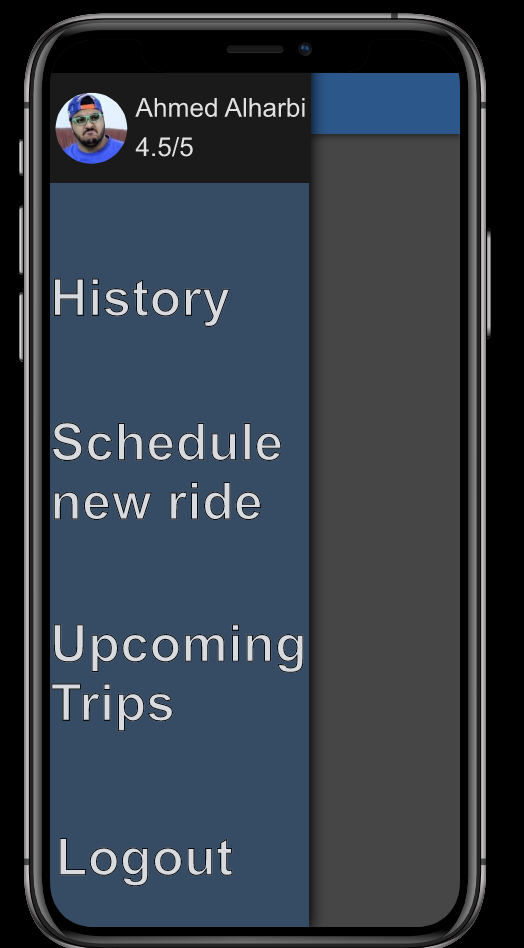 Ahmed Alharbi
4.5/5
History
Schedule
new ride
Upcoming
Trips
Logout